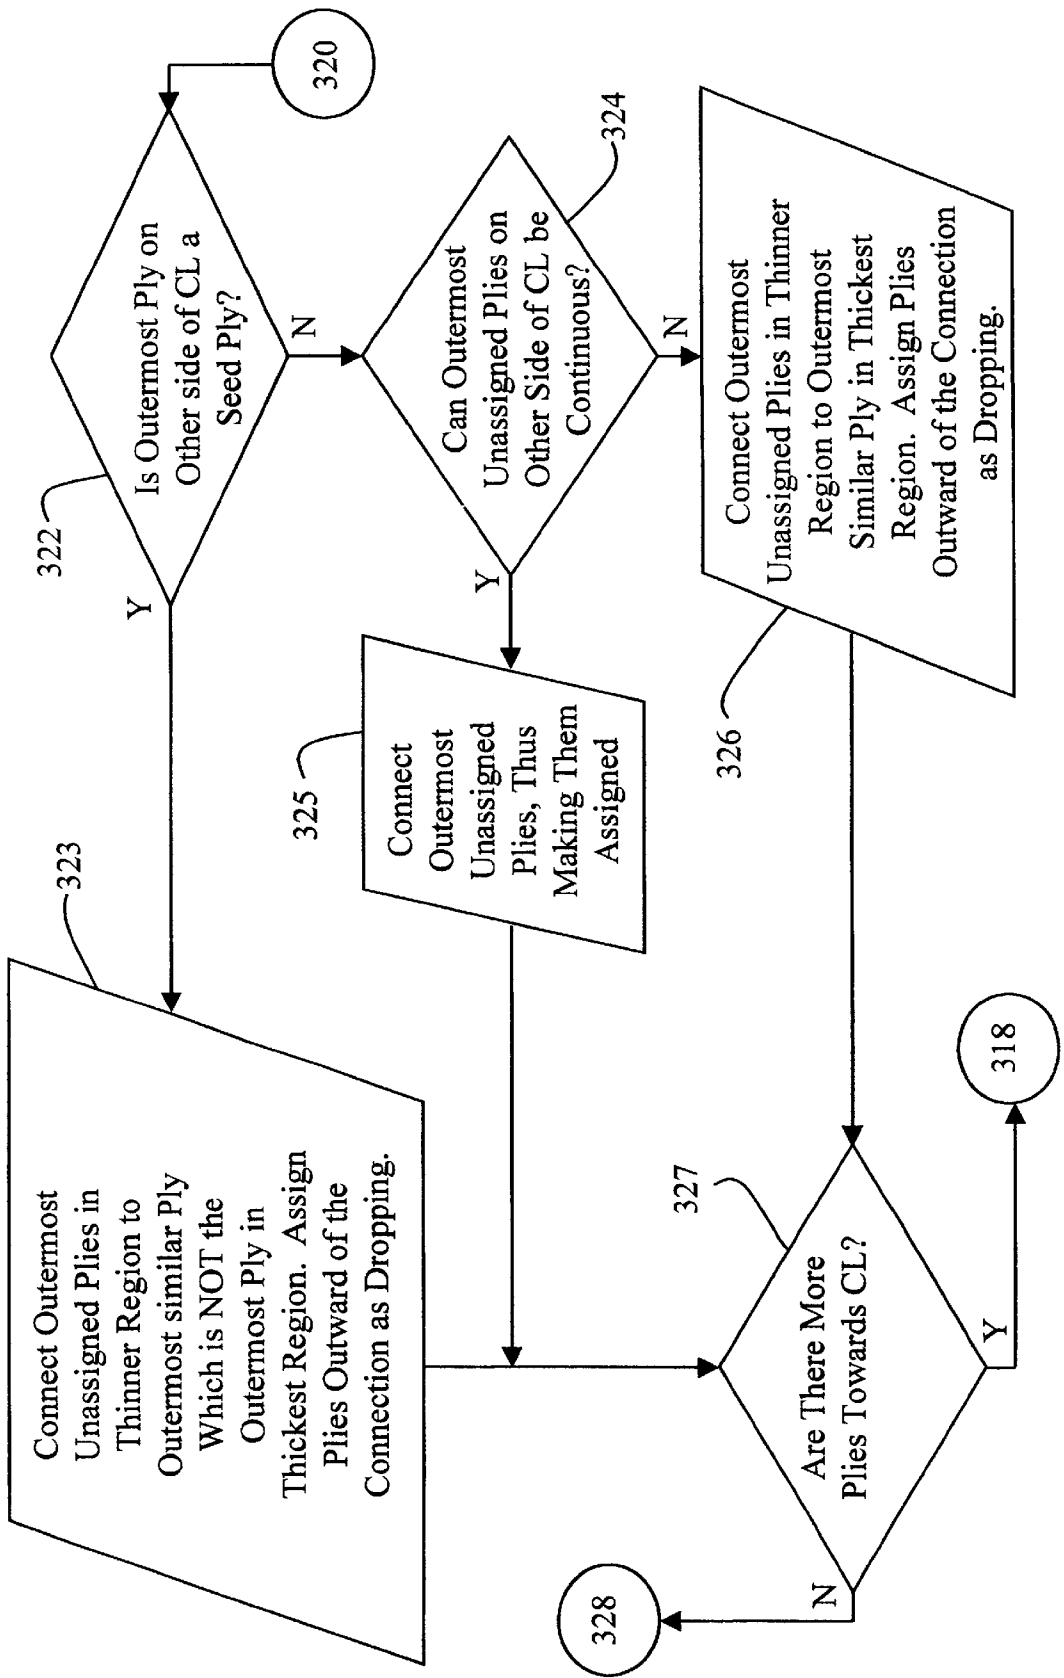 320
322
Is Outermost Ply on
Other side of CL a
Seed Ply?
Y
N
323
Connect Outermost
Unassigned Plies in
Thinner Region to
Outermost similar Ply
Which is NOT the
Outermost Ply in
Thickest Region. Assign
Plies Outward of the
Connection as Dropping.
324
Can Outermost
Unassigned Plies on
Other Side of CL be
Continuous?
Y
N
325
Connect
Outermost
Unassigned
Plies, Thus
Making Them
Assigned
326
Connect Outermost
Unassigned Plies in Thinner
Region to Outermost
Similar Ply in Thickest
Region. Assign Plies
Outward of the Connection
as Dropping.
327
Are There More
Plies Towards CL?
N
Y
328
318